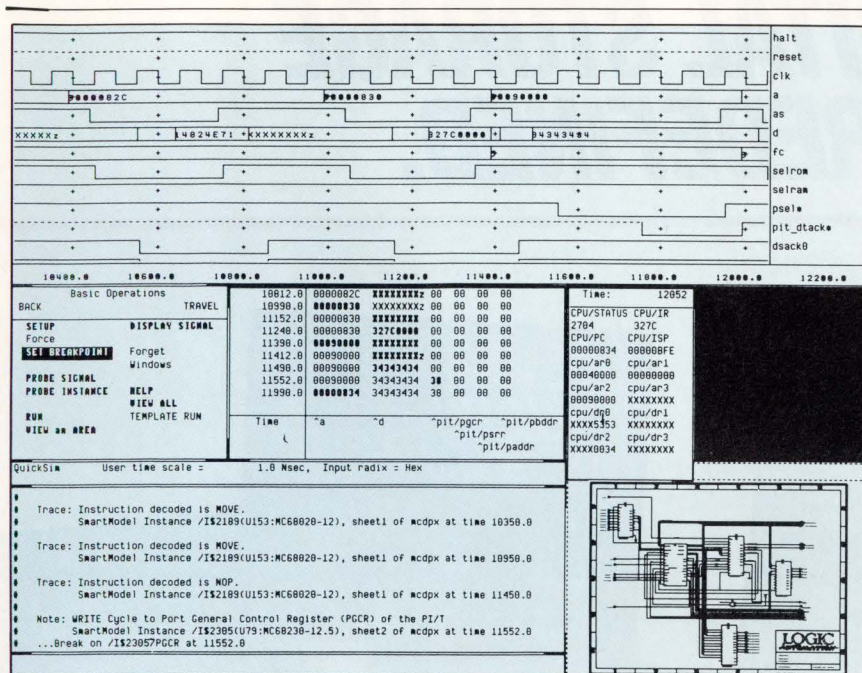 halt
reset
clk
0000082C 00000830 00090000 a
as
XXXXXz 14824E71 XXXXXXXXz 327C0000 34343434 d
fc
selrom
selram
psel*
pit_dtack*
dsack0
10400.0 10600.0 10800.0 11000.0 11200.0 11400.0 11600.0 11800.0 12000.0 12200.0
Basic Operations
BACK TRAVEL
SETUP DISPLAY SIGNAL
Force
SET BREAKPOINT Forget
Windows
PROBE SIGNAL
PROBE INSTANCE HELP
VIEW ALL
RUN TEMPLATE RUN
VIEW an AREA
10812.0 0000082C XXXXXXXXz 00 00 00 00
10990.0 00000830 XXXXXXXXz 00 00 00 00
11152.0 00000830 XXXXXXXX 00 00 00 00
11240.0 00000830 327C0000 00 00 00 00
11390.0 00090000 XXXXXXXX 00 00 00 00
11412.0 00090000 XXXXXXXXz 00 00 00 00
11490.0 00090000 34343434 00 00 00 00
11552.0 00090000 34343434 38 00 00 00
11990.0 00000834 34343434 38 00 00 00
Time ^a ^d ^pit/pgcr ^pit/pbddr
^pit/psrr
^pit/paddr
Time: 12052
CPU/STATUS CPU/IR
2704 327C
CPU/PC CPU/ISP
00000834 00000BFE
cpu/ar0 cpu/ar1
00040000 00000000
cpu/ar2 cpu/ar3
00090000 XXXXXXXX
cpu/dr0 cpu/dr1
XXXX5353 XXXXXXXX
cpu/dr2 cpu/dr3
XXXX0034 XXXXXXXX
QuickSim User time scale = 1.0 Nsec, Input radix = Hex
Trace: Instruction decoded is MOVE.
SmartModel Instance /I$2189(U153:MC68020-12), sheet1 of mcdpx at time 10350.0
Trace: Instruction decoded is MOVE.
SmartModel Instance /I$2189(U153:MC68020-12), sheet1 of mcdpx at time 10950.0
Trace: Instruction decoded is NOP.
SmartModel Instance /I$2189(U153:MC68020-12), sheet1 of mcdpx at time 11450.0
Note: WRITE Cycle to Port General Control Register (PGCR) of the PI/T
SmartModel Instance /I$2305(U79:MC68230-12.5), sheet2 of mcdpx at time 11552.0
...Break on /I$2305?PGCR at 11552.0
LOGIC
AUTOMATION